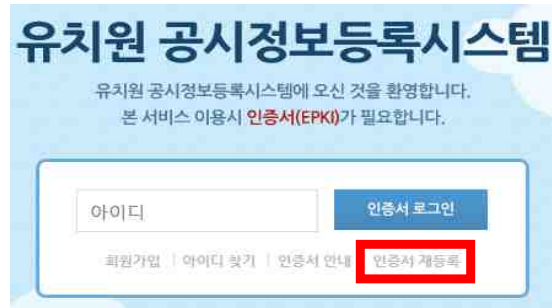 유치원 공시정보등록시스템
유치원 공시정보등록시스템에 오신 것을 환영합니다.
본 서비스 이용시 인증서(EPKI)가 필요합니다.
아이디
인증서 로그인
회원가입 | 아이디 찾기 | 인증서 안내 인증서 재등록